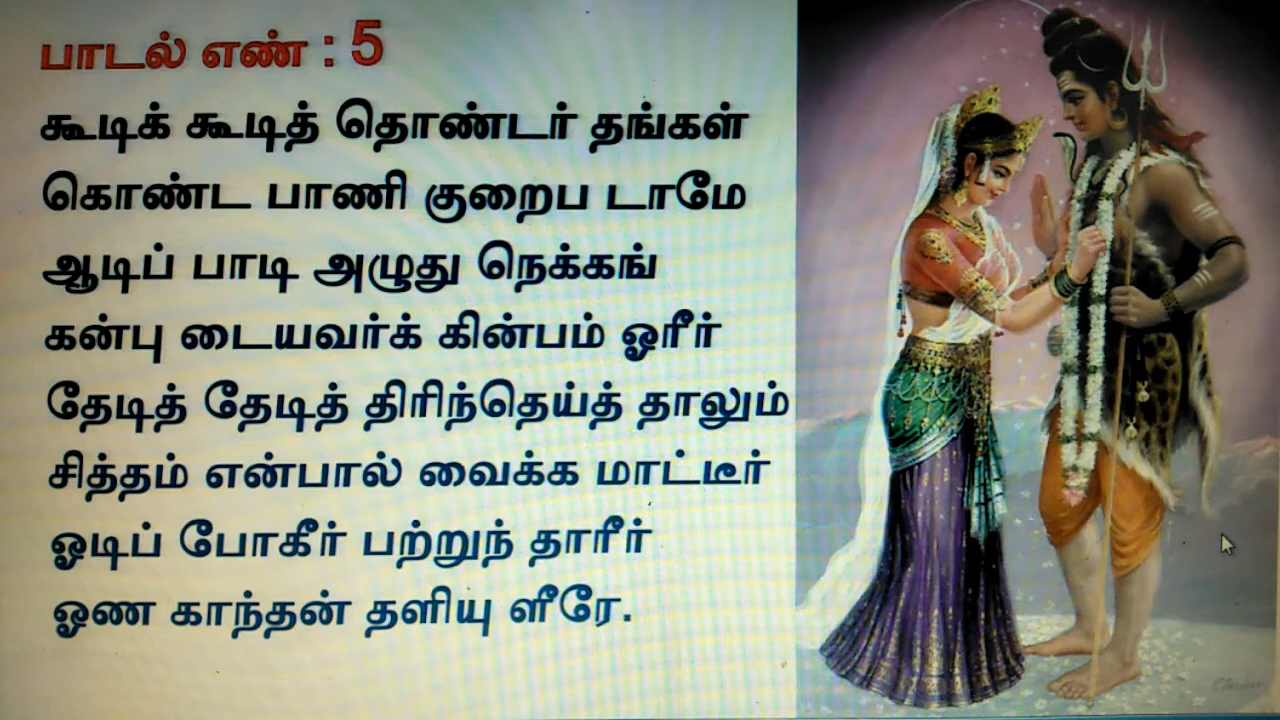 பாடல் எண் : 5
கூடிக் கூடித் தொண்டர் தங்கள்
கொண்ட பாணி குறைப டாமே
ஆடிப் பாடி அழுது நெக்கங்
கன்பு டையவர்க் கின்பம் ஓரீர்
தேடித் தேடித் திரிந்தெய்த் தாலும்
சித்தம் என்பால் வைக்க மாட்டீர்
ஓடிப் போகீர் பற்றுந் தாரீர்
ஓண காந்தன் தளியு ளீரே.